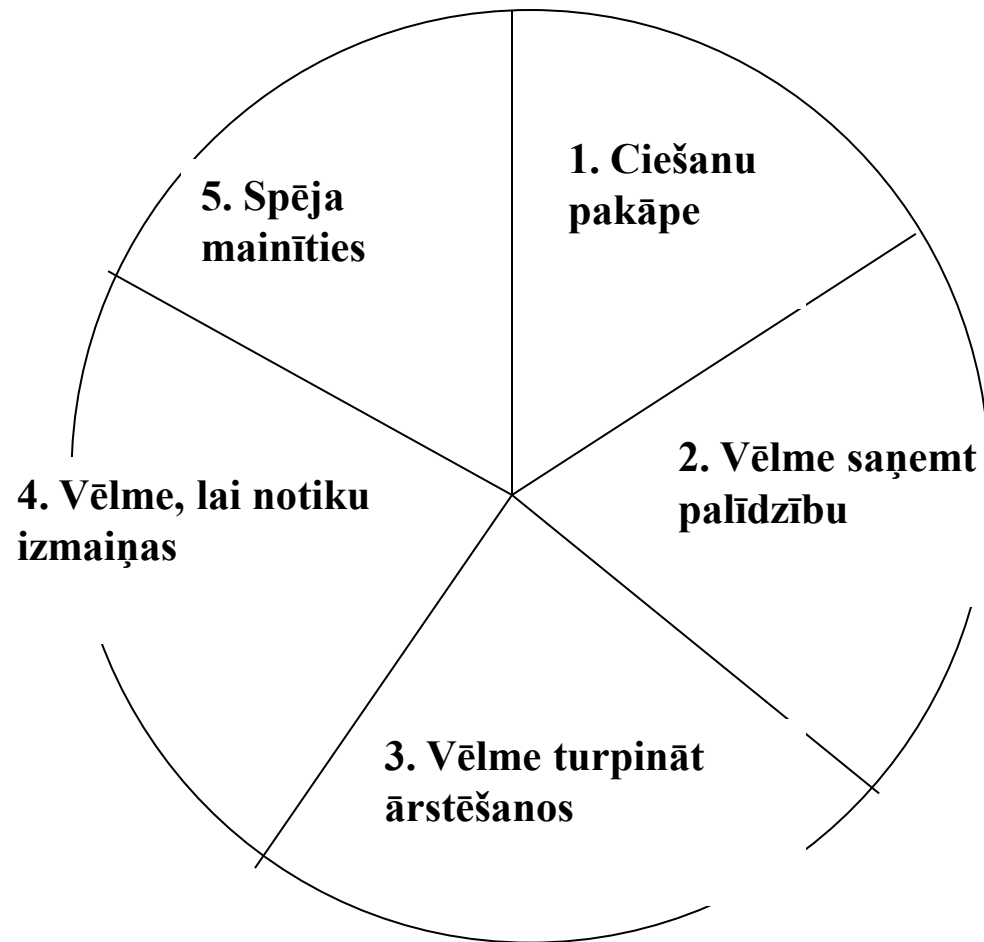 1. Ciešanu
pakāpe
2. Vēlme saņemt
palīdzību
3. Vēlme turpināt
ārstēšanos
4. Vēlme, lai notiku
izmaiņas
5. Spēja
mainīties